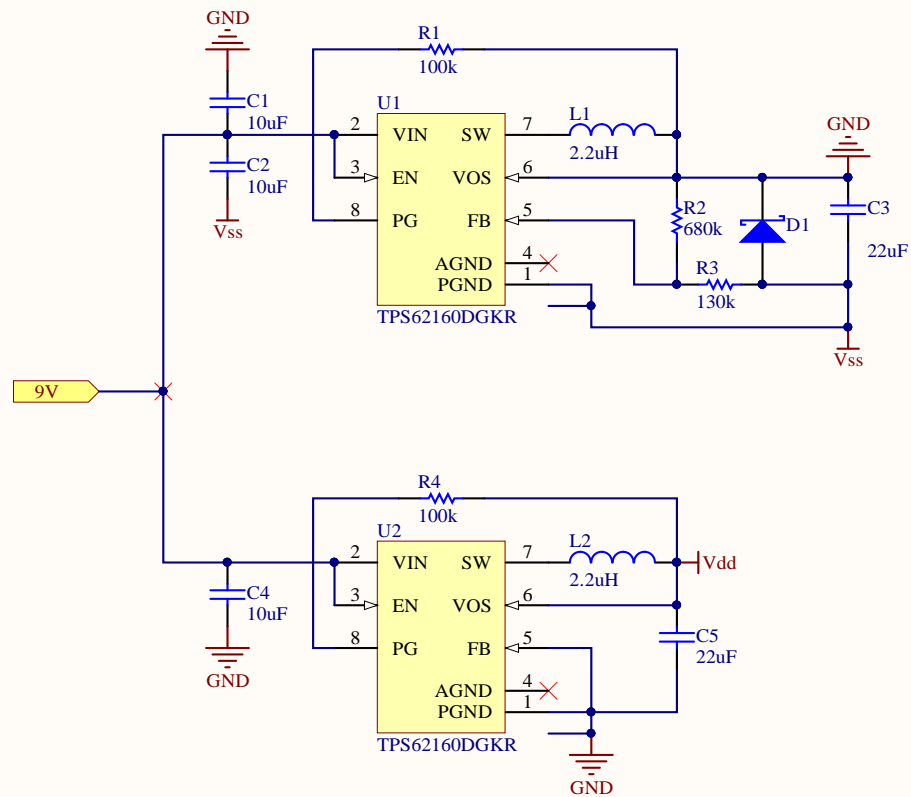 GND
C1
10uF
C2
10uF
Vss
R1
100k
U1
2 VIN SW 7
3 EN VOS 6
8 PG FB 5
AGND 4
PGND 1
TPS62160DGKR
L1
2.2uH
GND
R2
680k
D1
C3
22uF
R3
130k
Vss
9V
R4
100k
U2
2 VIN SW 7
3 EN VOS 6
8 PG FB 5
AGND 4
PGND 1
TPS62160DGKR
L2
2.2uH
Vdd
C4
10uF
GND
C5
22uF
GND